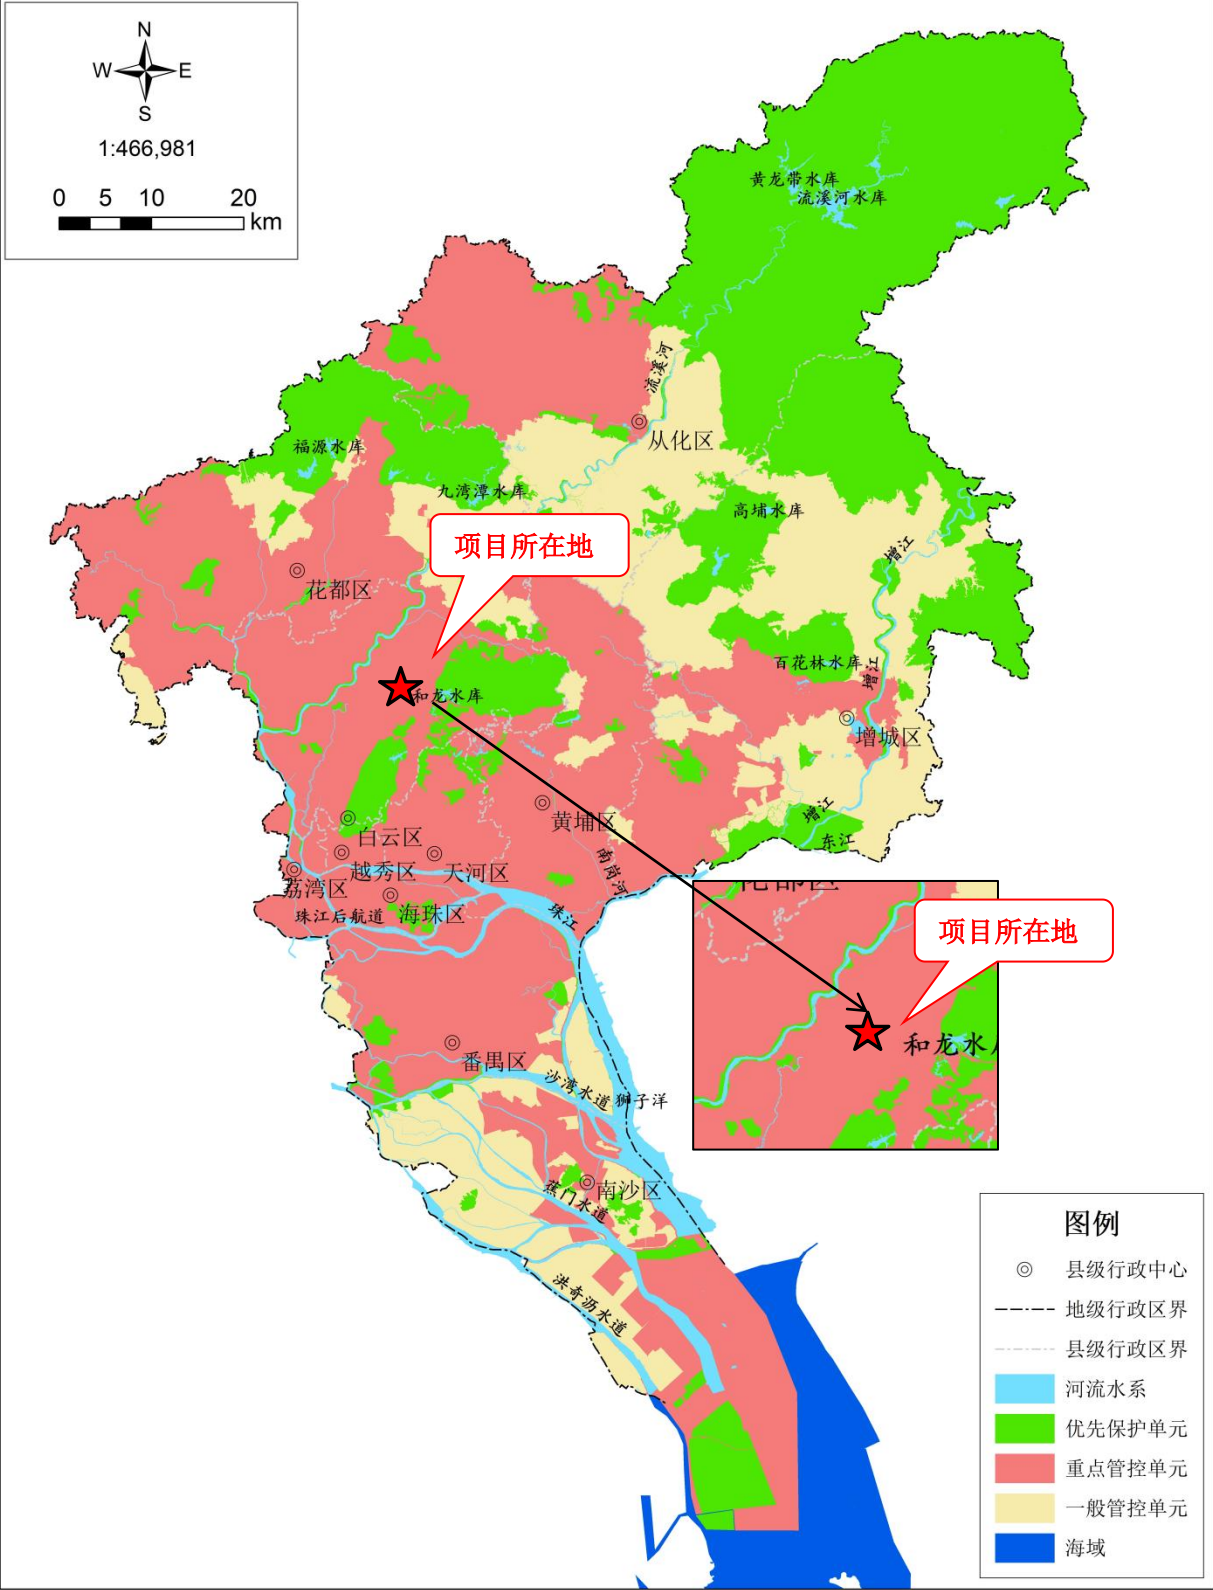 N
W E
S
1:466,981
0 5 10 20
km
黄龙带水库
流溪河水库
流溪河
从化区
福源水库
九湾潭水库
高埔水库
项目所在地
增江
花都区
百花林水库
增江
和龙水库
增城区
黄埔区
增江
东江
白云区
越秀区
天河区
南岗河
荔湾区
海珠区
珠江后航道
珠江
花都区
项目所在地
和龙水库
番禺区
沙湾水道
狮子洋
南沙区
蕉门水道
洪奇沥水道
图例
县级行政中心
地级行政区界
县级行政区界
河流水系
优先保护单元
重点管控单元
一般管控单元
海域